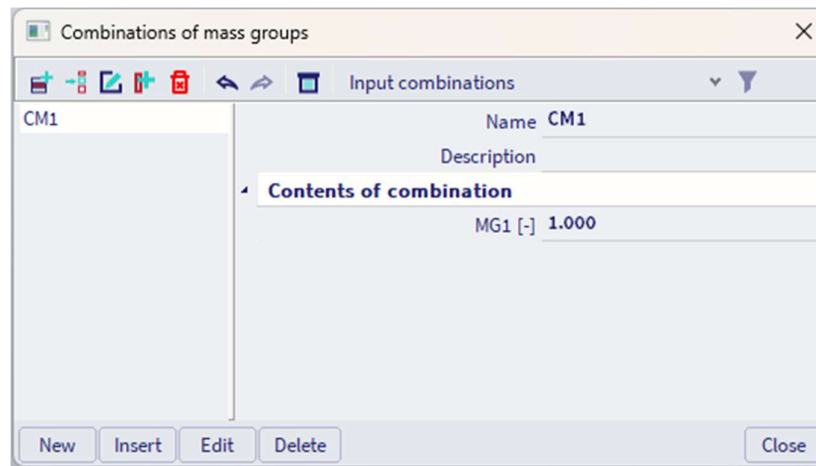 Combinations of mass groups
Input combinations
CM1
Name CM1
Description
Contents of combination
MG1 [-] 1.000
New Insert Edit Delete Close